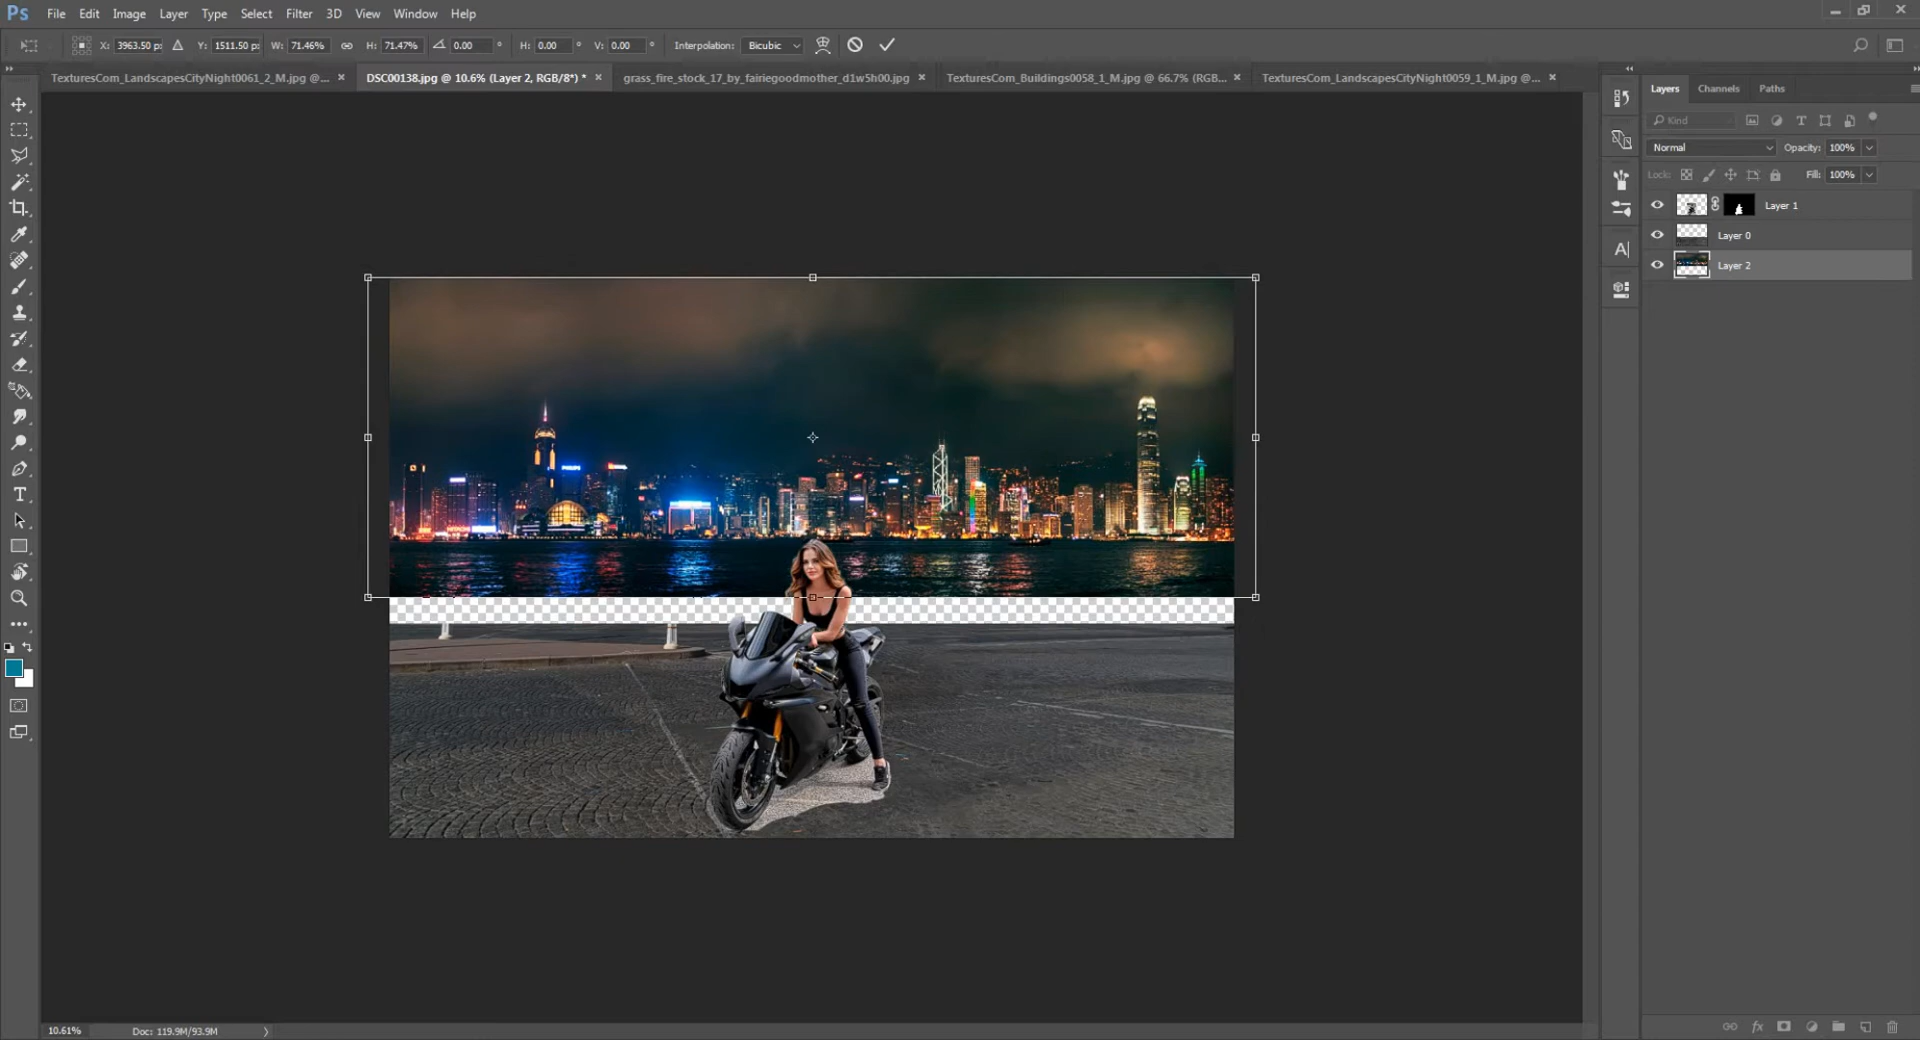 Ps File Edit Image Layer Type Select Filter 3D View Window Help
X: 3963.50 p: Y: 1511.50 p: W: 71.46% H: 71.47% 0.00 ° H: 0.00 ° V: 0.00 ° Interpolation: Bicubic
TexturesCom_LandscapesCityNight0061_2_M.jpg @... × DSC00138.jpg @ 10.6% (Layer 2, RGB/8*) * × grass_fire_stock_17_by_fairiegoodmother_d1w5h00.jpg × TexturesCom_Buildings0058_1_M.jpg @ 66.7% (RGB... × TexturesCom_LandscapesCityNight0059_1_M.jpg @... ×
Layers Channels Paths
Kind
Normal Opacity: 100%
Lock: Fill: 100%
Layer 1
Layer 0
Layer 2
PHILIPS
HITACHI
10.61% Doc: 119.9M/93.9M